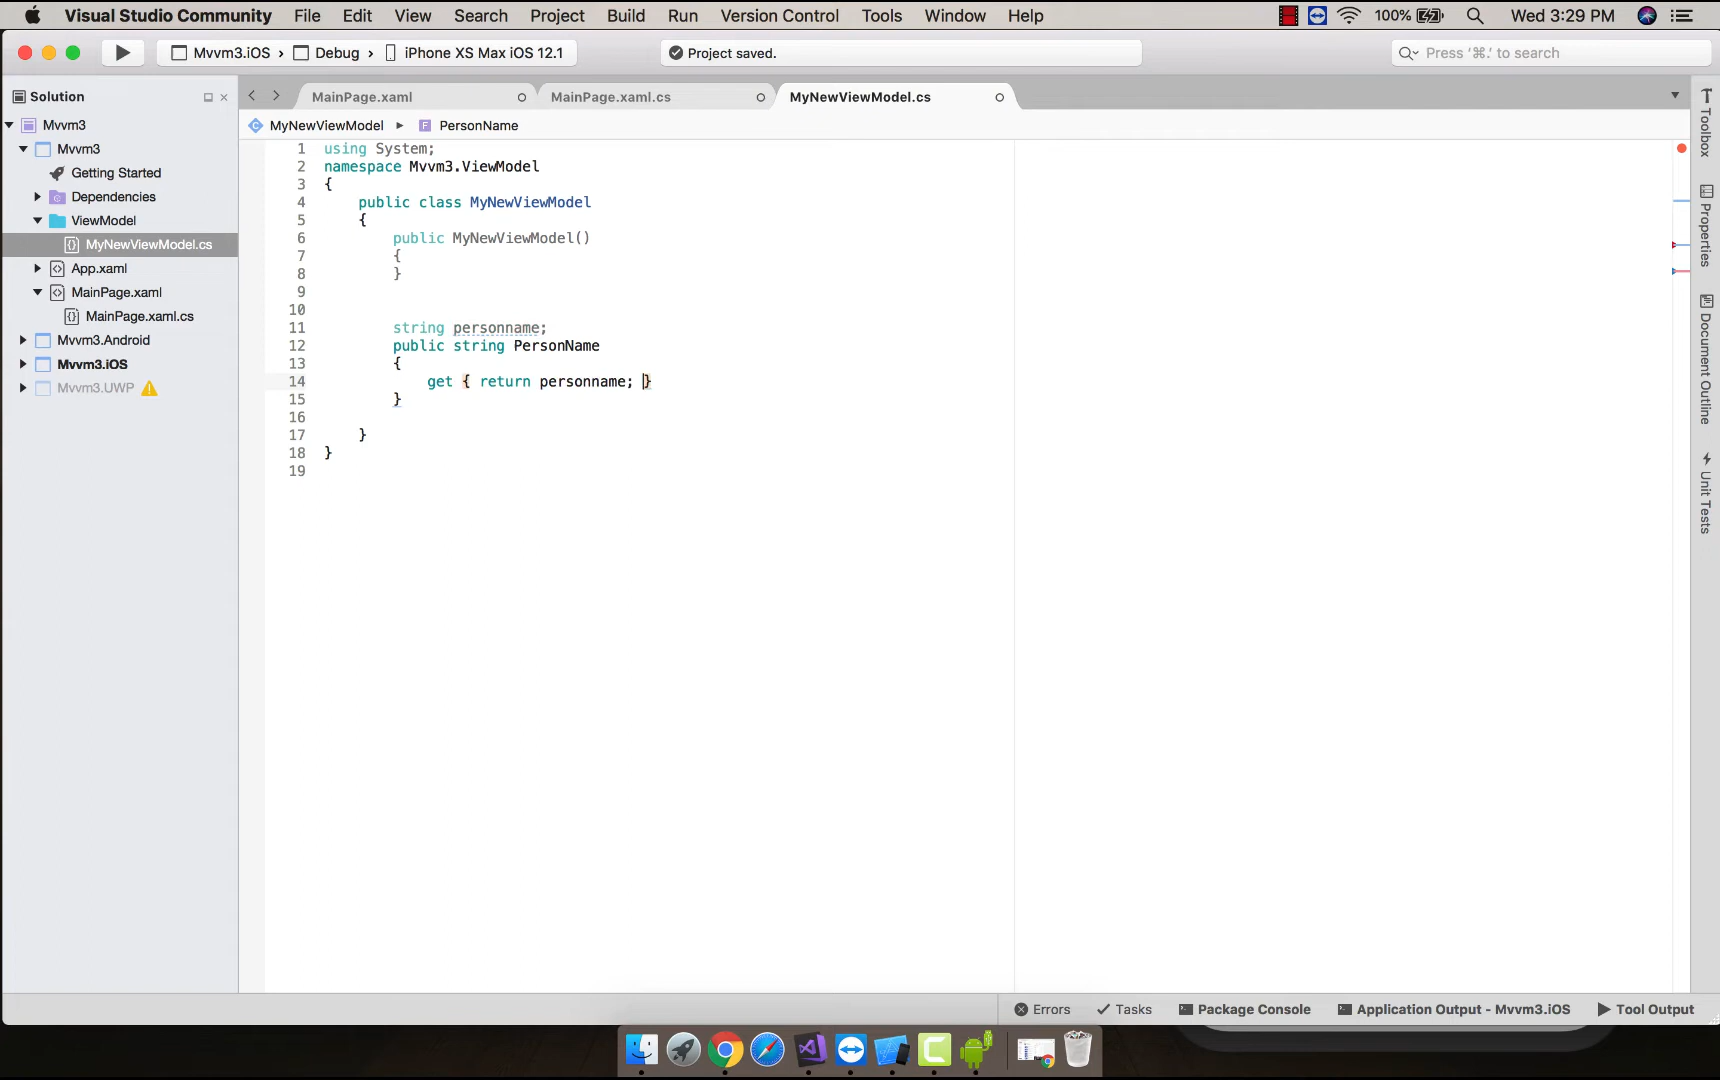 Visual Studio Community File Edit View Search Project Build Run Version Control Tools Window Help 100% Wed 3:29 PM
Mvvm3.iOS › Debug › iPhone XS Max iOS 12.1 Project saved. Press '⌘.' to search
Solution
Mvvm3
Mvvm3
Getting Started
Dependencies
ViewModel
MyNewViewModel.cs
App.xaml
MainPage.xaml
MainPage.xaml.cs
Mvvm3.Android
Mvvm3.iOS
Mvvm3.UWP
MainPage.xaml MainPage.xaml.cs MyNewViewModel.cs
MyNewViewModel PersonName
1 using System;
2 namespace Mvvm3.ViewModel
3 {
4 public class MyNewViewModel
5 {
6 public MyNewViewModel()
7 {
8 }
9
10
11 string personname;
12 public string PersonName
13 {
14 get { return personname; }
15 }
16
17 }
18 }
19
Toolbox
Properties
Document Outline
Unit Tests
Errors Tasks Package Console Application Output - Mvvm3.iOS Tool Output